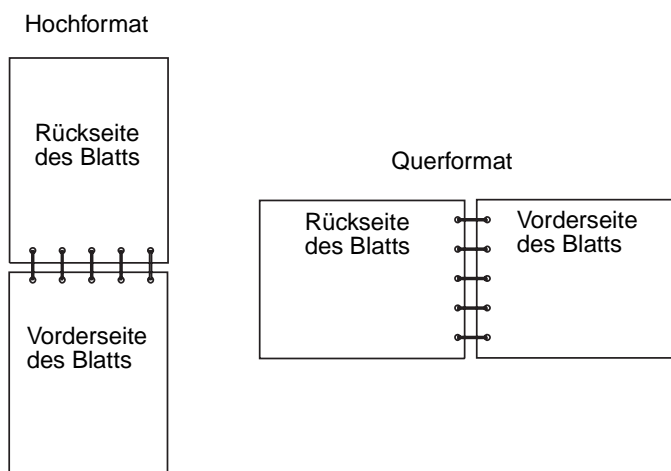 Hochformat
Rückseite
des Blatts
Vorderseite
des Blatts
Querformat
Rückseite
des Blatts
Vorderseite
des Blatts